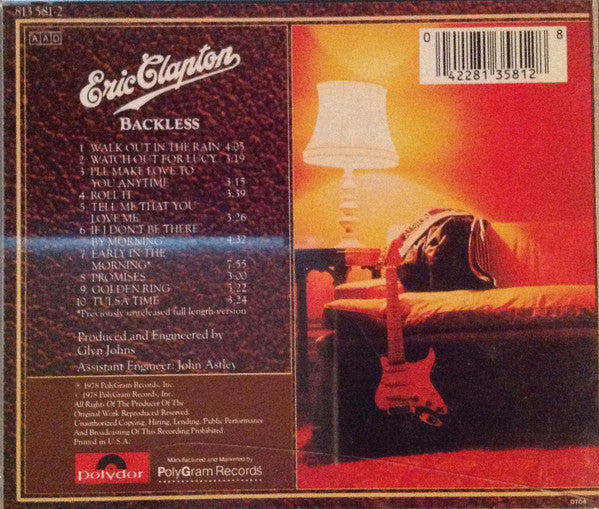 813 581-2
AAD
Eric Clapton
BACKLESS
1 WALK OUT IN THE RAIN 4:05
2 WATCH OUT FOR LUCY 3:19
3 I'LL MAKE LOVE TO
YOU ANYTIME 3:15
4 ROLL IT 3:39
5 TELL ME THAT YOU
LOVE ME 3:26
6 IF I DON'T BE THERE
BY MORNING 4:32
7 EARLY IN THE
MORNING* 7:55
8 PROMISES 3:00
9 GOLDEN RING 3:22
10 TULSA TIME 3:24
*Previously unreleased full length version
Produced and Engineered by
Glyn Johns
Assistant Engineer: John Astley
℗ 1978 PolyGram Records, Inc.
© 1978 PolyGram Records, Inc.
All Rights Of The Producer Of The
Original Work Reproduced Reserved.
Unauthorized Copying, Hiring, Lending, Public Performance
And Broadcasting Of This Recording Prohibited.
Printed in U.S.A.
polydor
Manufactured and Marketed by
PolyGram Records
0 42281 35812 8
0704